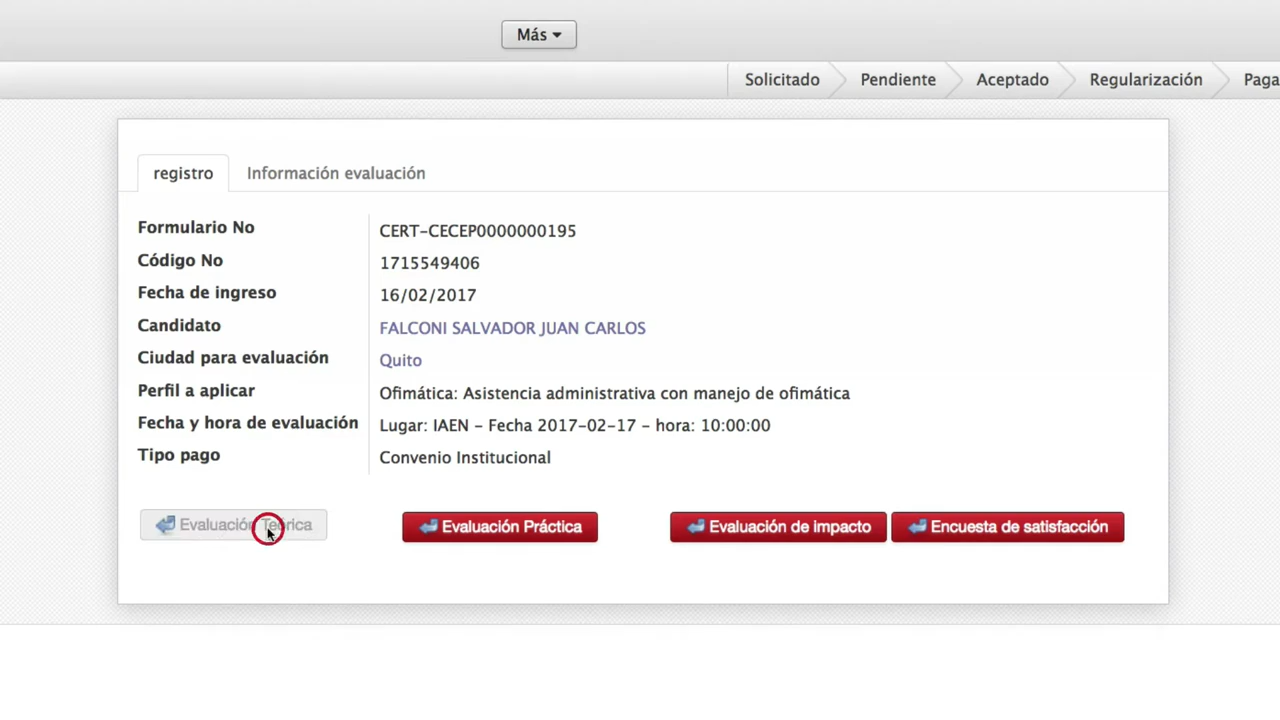 Más
Solicitado Pendiente Aceptado Regularización Paga
registro Información evaluación
Formulario No CERT-CECEP0000000195
Código No 1715549406
Fecha de ingreso 16/02/2017
Candidato FALCONI SALVADOR JUAN CARLOS
Ciudad para evaluación Quito
Perfil a aplicar Ofimática: Asistencia administrativa con manejo de ofimática
Fecha y hora de evaluación Lugar: IAEN - Fecha 2017-02-17 - hora: 10:00:00
Tipo pago Convenio Institucional
Evaluación Teórica Evaluación Práctica Evaluación de impacto Encuesta de satisfacción